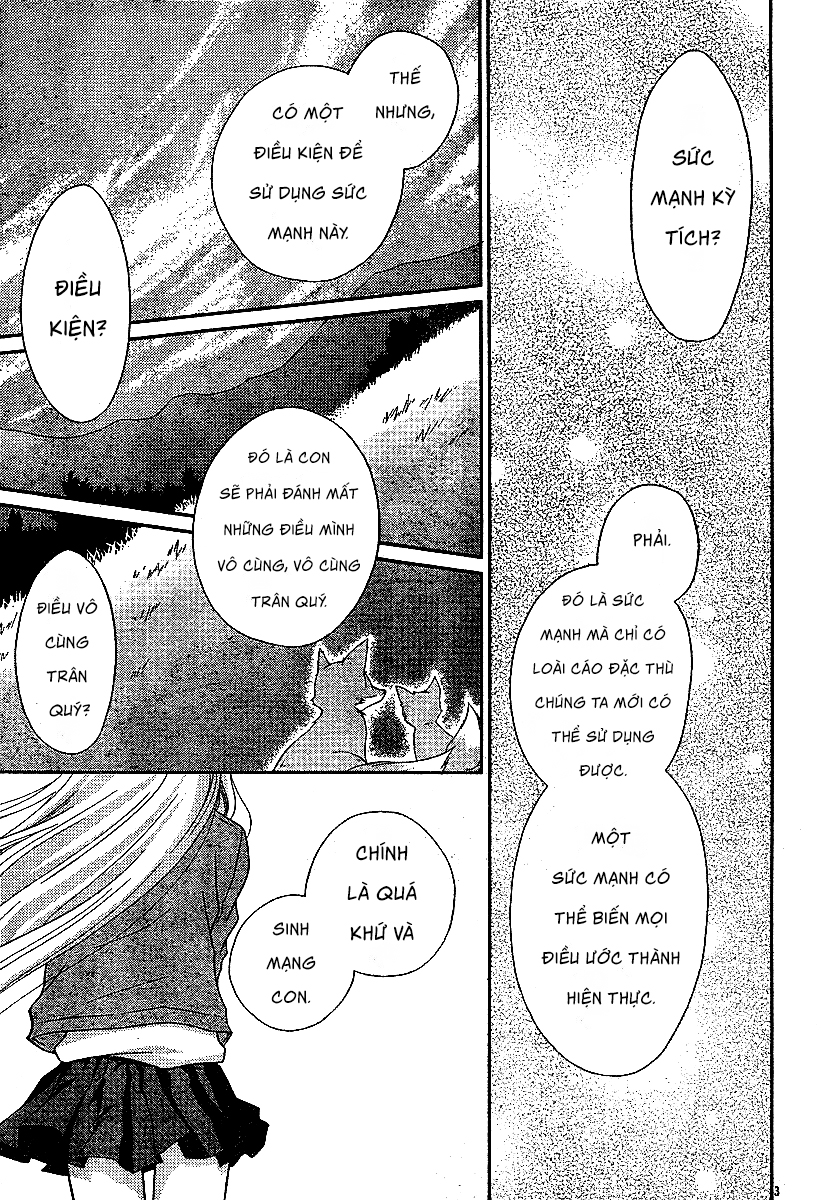 SỨC
MẠNH KỲ
TÍCH?
PHẢI.
ĐÓ LÀ SỨC
MẠNH MÀ CHỈ CÓ
LOÀI CÁO ĐẶC THÙ
CHÚNG TA MỚI CÓ
THỂ SỬ DỤNG
ĐƯỢC.
MỘT
SỨC MẠNH CÓ
THỂ BIẾN MỌI
ĐIỀU ƯỚC THÀNH
HIỆN THỰC.
THẾ
NHƯNG,
CÓ MỘT
ĐIỀU KIỆN ĐỂ
SỬ DỤNG SỨC
MẠNH NÀY.
ĐIỀU
KIỆN?
ĐÓ LÀ CON
SẼ PHẢI ĐÁNH MẤT
NHỮNG ĐIỀU MÌNH
VÔ CÙNG, VÔ CÙNG
TRÂN QUÝ.
ĐIỀU VÔ
CÙNG
TRÂN
QUÝ?
CHÍNH
LÀ QUÁ
KHỨ VÀ
SINH
MẠNG
CON.
3